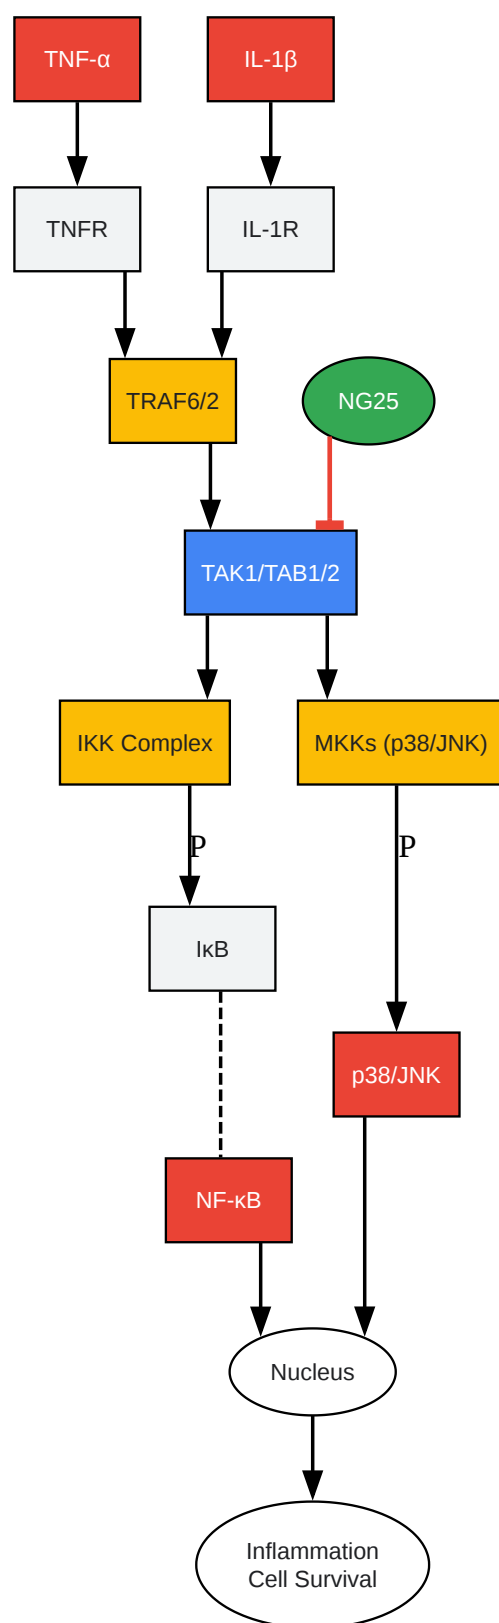 TNF-α
IL-1β
TNFR
IL-1R
TRAF6/2
NG25
TAK1/TAB1/2
IKK Complex
MKKs (p38/JNK)
P
P
IκB
p38/JNK
NF-κB
Nucleus
Inflammation
Cell Survival